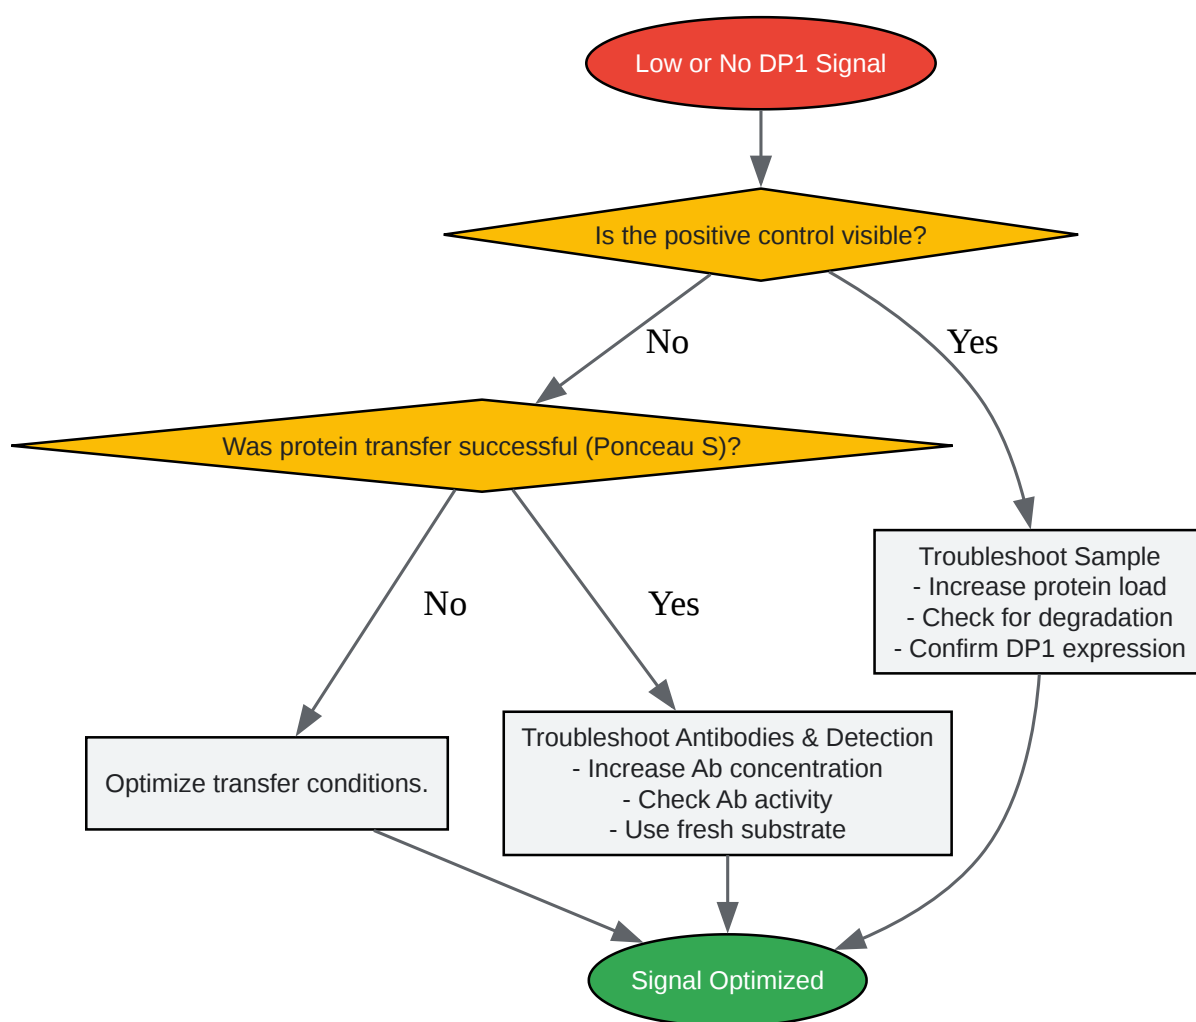 Low or No DP1 Signal
Is the positive control visible?
No
Yes
Was protein transfer successful (Ponceau S)?
No
Yes
Troubleshoot Sample
- Increase protein load
- Check for degradation
- Confirm DP1 expression
Optimize transfer conditions.
Troubleshoot Antibodies & Detection
- Increase Ab concentration
- Check Ab activity
- Use fresh substrate
Signal Optimized